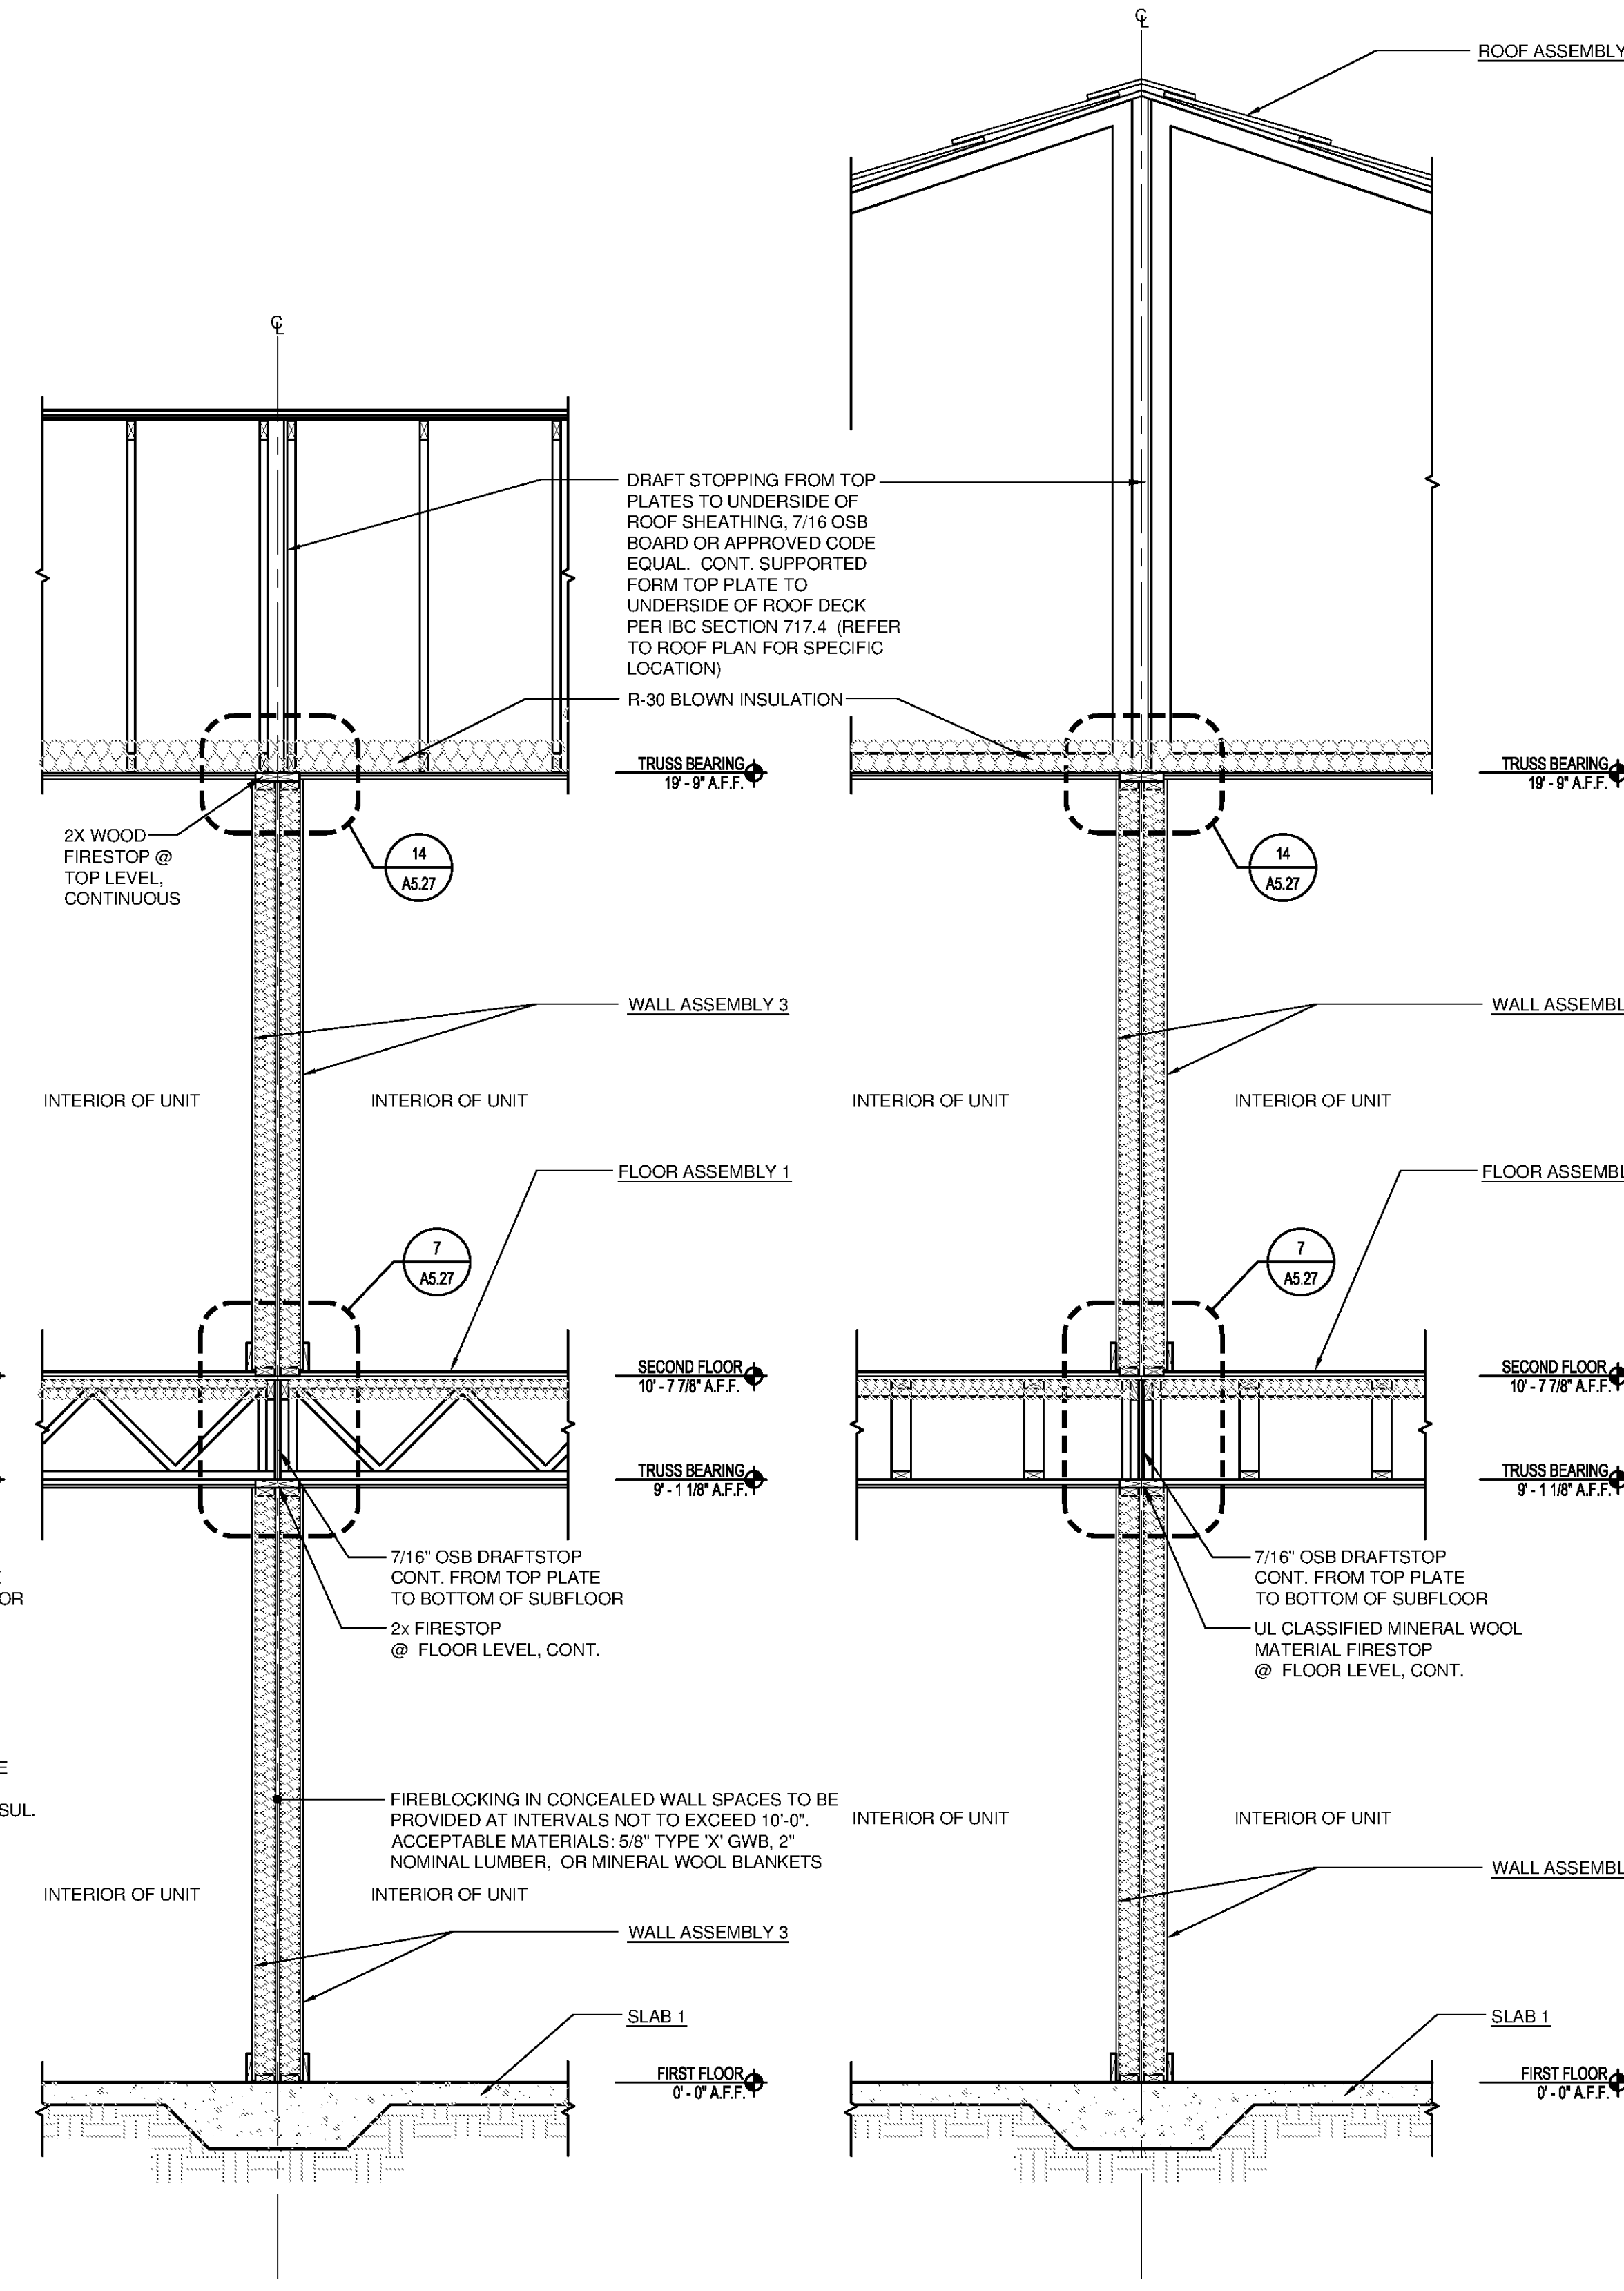 ℄
ROOF ASSEMBLY
℄
DRAFT STOPPING FROM TOP
PLATES TO UNDERSIDE OF
ROOF SHEATHING, 7/16 OSB
BOARD OR APPROVED CODE
EQUAL. CONT. SUPPORTED
FORM TOP PLATE TO
UNDERSIDE OF ROOF DECK
PER IBC SECTION 717.4 (REFER
TO ROOF PLAN FOR SPECIFIC
LOCATION)
R-30 BLOWN INSULATION
TRUSS BEARING
19' - 9" A.F.F.
TRUSS BEARING
19' - 9" A.F.F.
2X WOOD
FIRESTOP @
TOP LEVEL,
CONTINUOUS
14
A5.27
14
A5.27
WALL ASSEMBLY 3
WALL ASSEMBL
INTERIOR OF UNIT
INTERIOR OF UNIT
INTERIOR OF UNIT
INTERIOR OF UNIT
FLOOR ASSEMBLY 1
FLOOR ASSEMBL
7
A5.27
7
A5.27
SECOND FLOOR
10' - 7 7/8" A.F.F.
SECOND FLOOR
10' - 7 7/8" A.F.F.
TRUSS BEARING
9' - 1 1/8" A.F.F.
TRUSS BEARING
9' - 1 1/8" A.F.F.
OR
7/16" OSB DRAFTSTOP
CONT. FROM TOP PLATE
TO BOTTOM OF SUBFLOOR
2x FIRESTOP
@ FLOOR LEVEL, CONT.
7/16" OSB DRAFTSTOP
CONT. FROM TOP PLATE
TO BOTTOM OF SUBFLOOR
UL CLASSIFIED MINERAL WOOL
MATERIAL FIRESTOP
@ FLOOR LEVEL, CONT.
E
SUL.
FIREBLOCKING IN CONCEALED WALL SPACES TO BE
PROVIDED AT INTERVALS NOT TO EXCEED 10'-0".
ACCEPTABLE MATERIALS: 5/8" TYPE 'X' GWB, 2"
NOMINAL LUMBER, OR MINERAL WOOL BLANKETS
INTERIOR OF UNIT
INTERIOR OF UNIT
INTERIOR OF UNIT
INTERIOR OF UNIT
WALL ASSEMBL
WALL ASSEMBLY 3
SLAB 1
SLAB 1
FIRST FLOOR
0' - 0" A.F.F.
FIRST FLOOR
0' - 0" A.F.F.